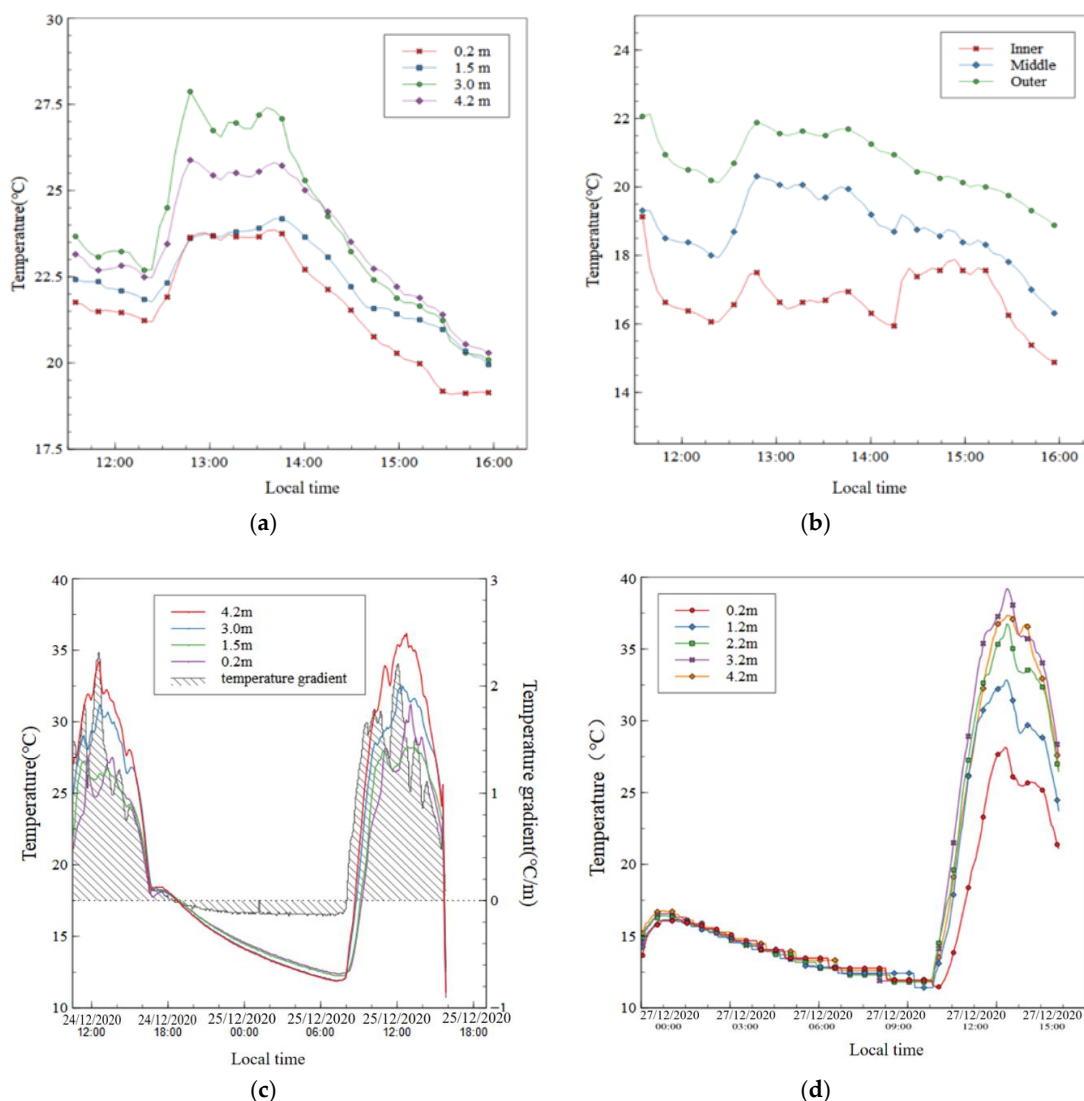 30
27.5
25
22.5
20
17.5
Temperature(℃)
0.2 m
1.5 m
3.0 m
4.2 m
12:00 13:00 14:00 15:00 16:00
Local time
(a)
24
22
20
18
16
14
Temperature(℃)
Inner
Middle
Outer
12:00 13:00 14:00 15:00 16:00
Local time
(b)
40
35
30
25
20
15
10
Temperature(℃)
4.2m
3.0m
1.5m
0.2m
temperature gradient
3
2
1
0
−1
Temperature gradient(℃/m)
24/12/2020 24/12/2020 25/12/2020 25/12/2020 25/12/2020 25/12/2020
12:00 18:00 00:00 06:00 12:00 18:00
Local time
(c)
40
35
30
25
20
15
10
Temperature (℃)
0.2m
1.2m
2.2m
3.2m
4.2m
27/12/2020 27/12/2020 27/12/2020 27/12/2020 27/12/2020 27/12/2020
00:00 03:00 06:00 09:00 12:00 15:00
Local time
(d)